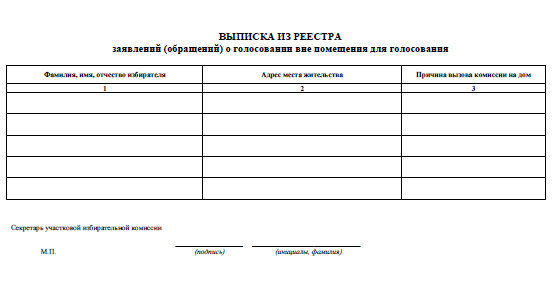 ВЫПИСКА ИЗ РЕЕСТРА
заявлений (обращений) о голосовании вне помещения для голосования
Фамилия, имя, отчество избирателя Адрес места жительства Причина вызова комиссии на дом
1 2 3
Секретарь участковой избирательной комиссии
М.П. (подпись) (инициалы, фамилия)